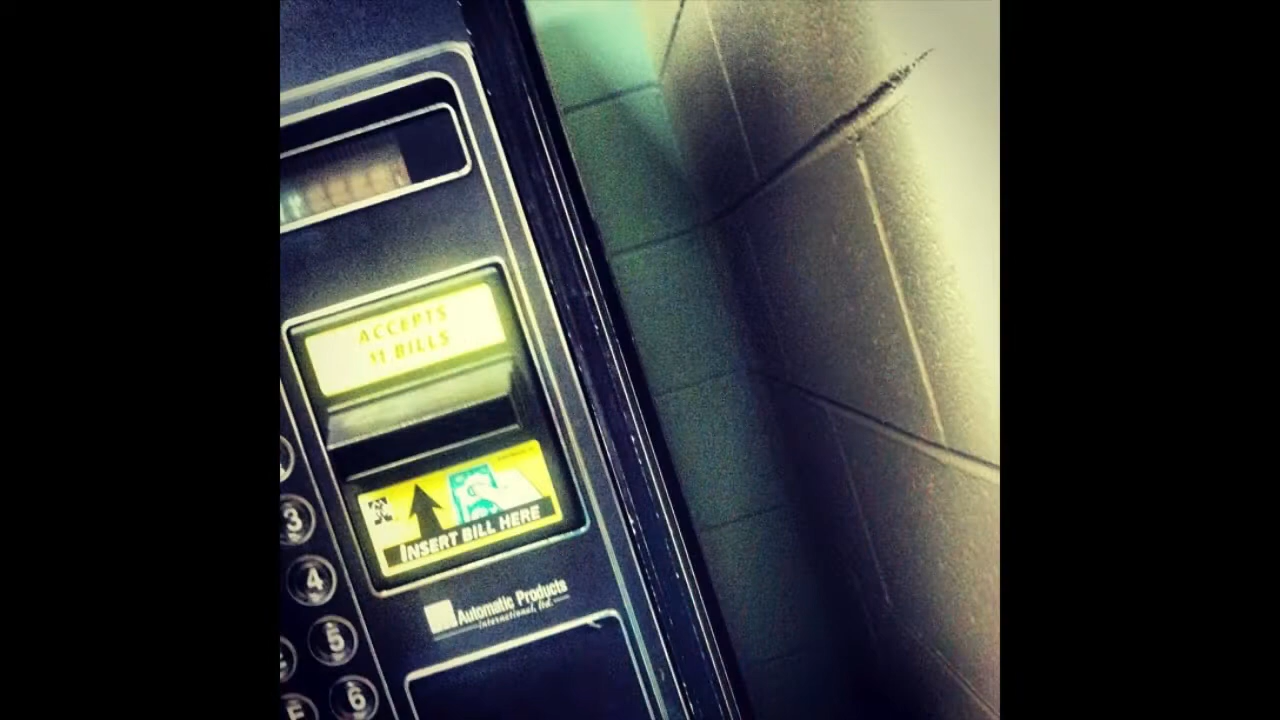 ACCEPTS
$1 BILLS
INSERT BILL HERE
3
4
Automatic Products
international, ltd.
5
6
F